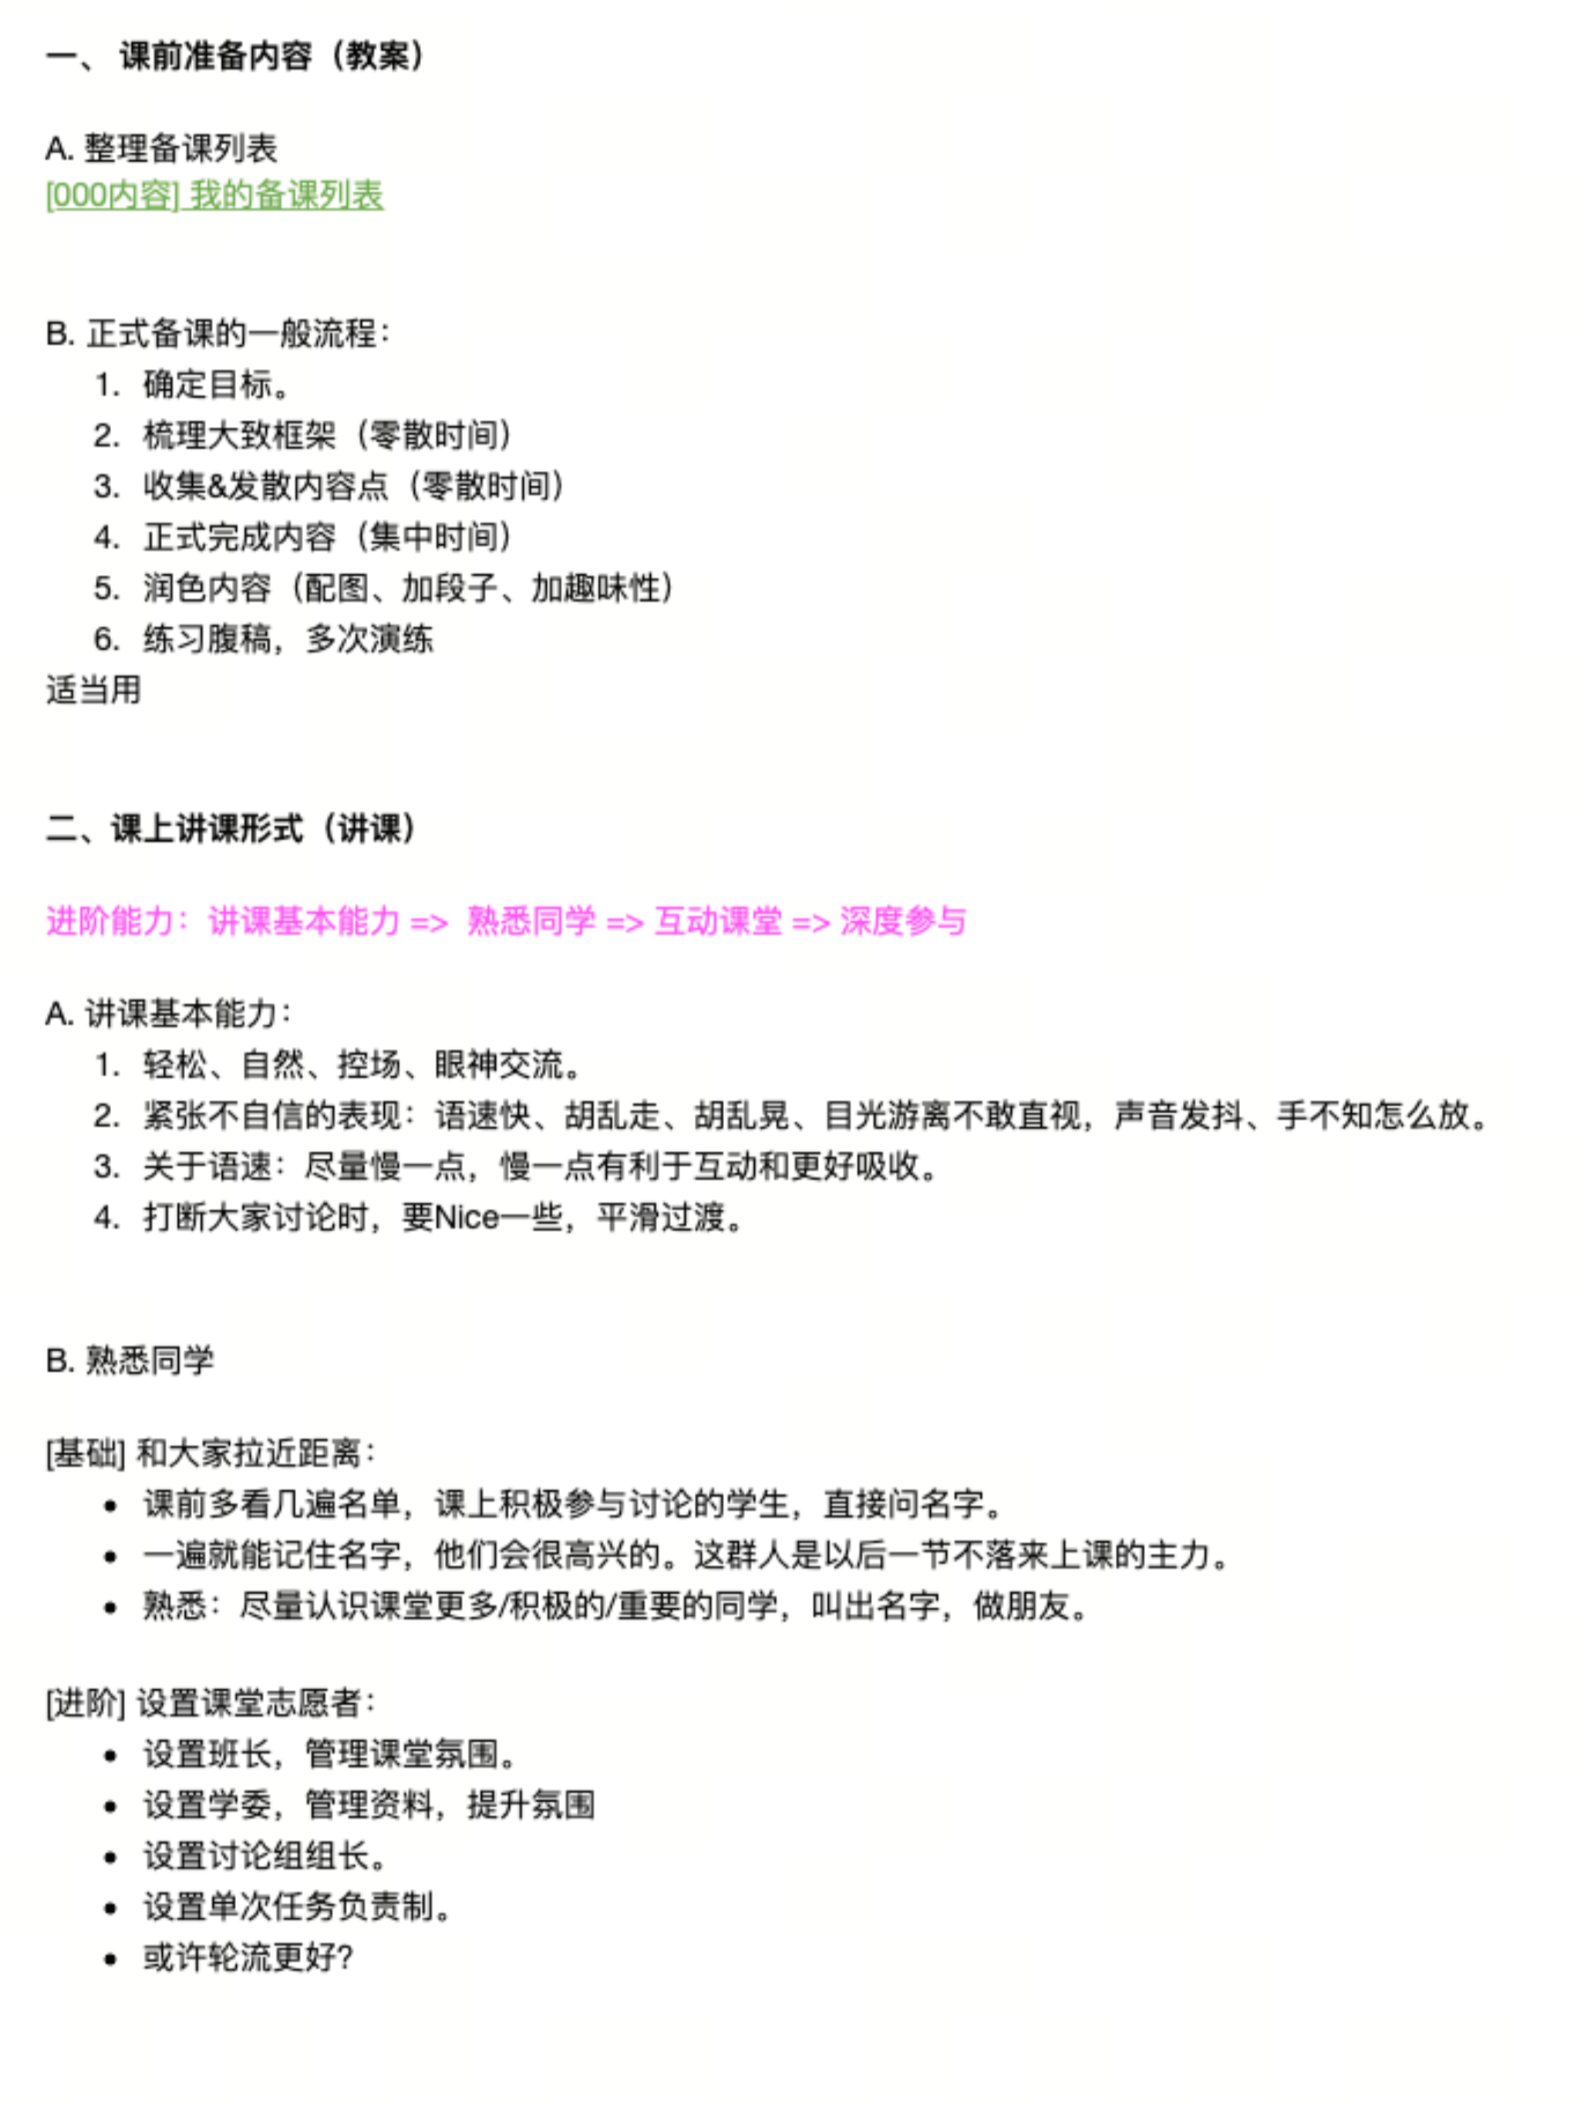 一、 课前准备内容（教案）
A. 整理备课列表
[000内容] 我的备课列表
B. 正式备课的一般流程：
1. 确定目标。
2. 梳理大致框架（零散时间）
3. 收集&发散内容点（零散时间）
4. 正式完成内容（集中时间）
5. 润色内容（配图、加段子、加趣味性）
6. 练习腹稿，多次演练
适当用
二、课上讲课形式（讲课）
进阶能力：讲课基本能力 => 熟悉同学 => 互动课堂 => 深度参与
A. 讲课基本能力：
1. 轻松、自然、控场、眼神交流。
2. 紧张不自信的表现：语速快、胡乱走、胡乱晃、目光游离不敢直视，声音发抖、手不知怎么放。
3. 关于语速：尽量慢一点，慢一点有利于互动和更好吸收。
4. 打断大家讨论时，要Nice一些，平滑过渡。
B. 熟悉同学
[基础] 和大家拉近距离：
• 课前多看几遍名单，课上积极参与讨论的学生，直接问名字。
• 一遍就能记住名字，他们会很高兴的。这群人是以后一节不落来上课的主力。
• 熟悉：尽量认识课堂更多/积极的/重要的同学，叫出名字，做朋友。
[进阶] 设置课堂志愿者：
• 设置班长，管理课堂氛围。
• 设置学委，管理资料，提升氛围
• 设置讨论组组长。
• 设置单次任务负责制。
• 或许轮流更好？